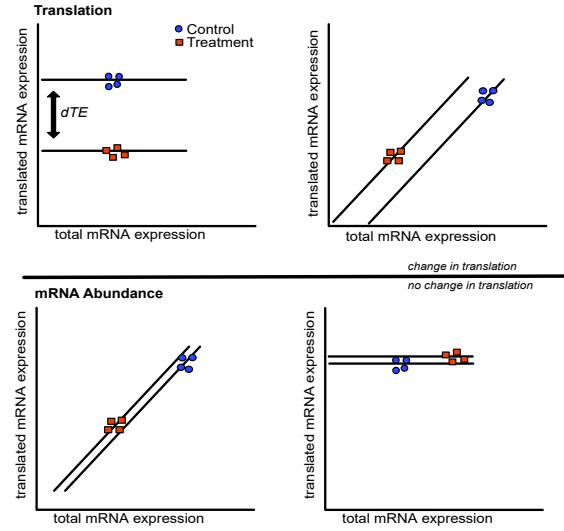 Translation
Control
Treatment
translated mRNA expression
dTE
total mRNA expression
translated mRNA expression
total mRNA expression
change in translation
no change in translation
mRNA Abundance
translated mRNA expression
total mRNA expression
translated mRNA expression
total mRNA expression